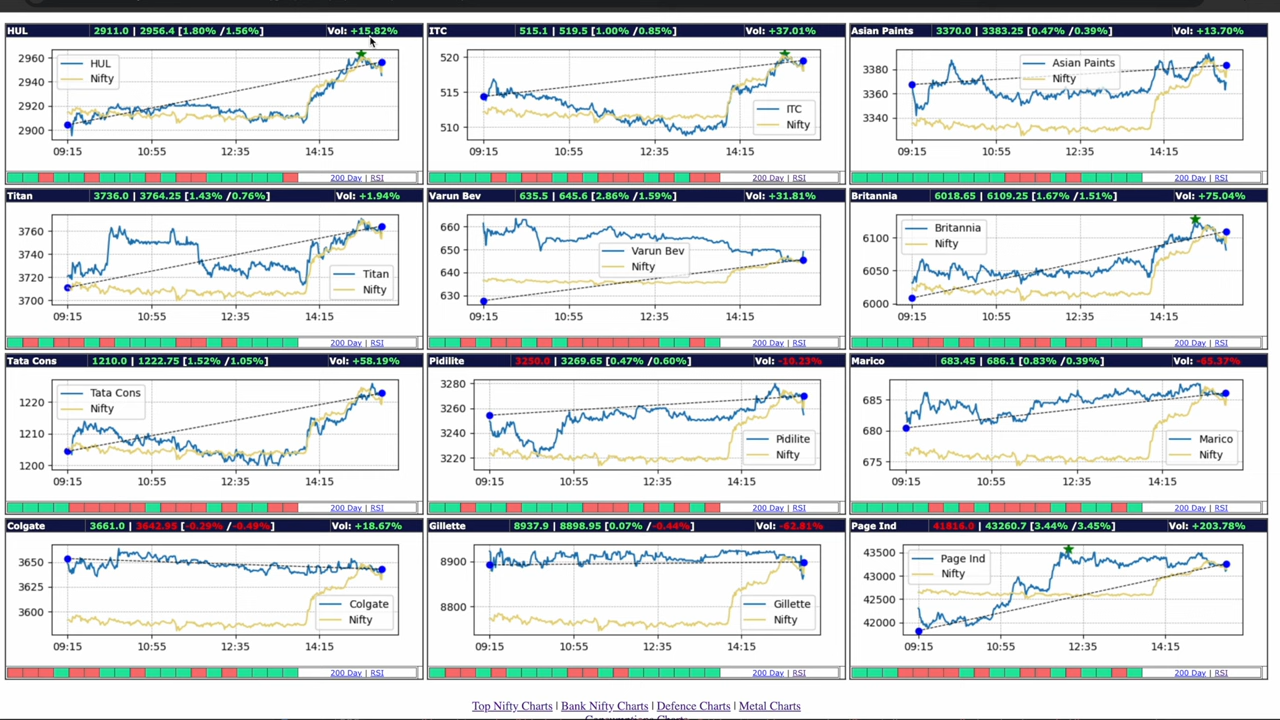 HUL 2911.0 | 2956.4 [1.80% /1.56%] Vol: +15.82%
2960
2940
2920
2900
HUL
Nifty
09:15 10:55 12:35 14:15
200 Day | RSI
ITC 515.1 | 519.5 [1.00% /0.85%] Vol: +37.01%
520
515
510
ITC
Nifty
09:15 10:55 12:35 14:15
200 Day | RSI
Asian Paints 3370.0 | 3383.25 [0.47% /0.39%] Vol: +13.70%
3380
3360
3340
Asian Paints
Nifty
09:15 10:55 12:35 14:15
200 Day | RSI
Titan 3736.0 | 3764.25 [1.43% /0.76%] Vol: +1.94%
3760
3740
3720
3700
Titan
Nifty
09:15 10:55 12:35 14:15
200 Day | RSI
Varun Bev 635.5 | 645.6 [2.86% /1.59%] Vol: +31.81%
660
650
640
630
Varun Bev
Nifty
09:15 10:55 12:35 14:15
200 Day | RSI
Britannia 6018.65 | 6109.25 [1.67% /1.51%] Vol: +75.04%
6100
6050
6000
Britannia
Nifty
09:15 10:55 12:35 14:15
200 Day | RSI
Tata Cons 1210.0 | 1222.75 [1.52% /1.05%] Vol: +58.19%
1220
1210
1200
Tata Cons
Nifty
09:15 10:55 12:35 14:15
200 Day | RSI
Pidilite 3250.0 | 3269.65 [0.47% /0.60%] Vol: -10.23%
3280
3260
3240
3220
Pidilite
Nifty
09:15 10:55 12:35 14:15
200 Day | RSI
Marico 683.45 | 686.1 [0.83% /0.39%] Vol: -65.37%
685
680
675
Marico
Nifty
09:15 10:55 12:35 14:15
200 Day | RSI
Colgate 3661.0 | 3642.95 [-0.29% /-0.49%] Vol: +18.67%
3650
3625
3600
Colgate
Nifty
09:15 10:55 12:35 14:15
200 Day | RSI
Gillette 8937.9 | 8898.95 [0.07% /-0.44%] Vol: -62.81%
8900
8800
Gillette
Nifty
09:15 10:55 12:35 14:15
200 Day | RSI
Page Ind 41816.0 | 43260.7 [3.44% /3.45%] Vol: +203.78%
43500
43000
42500
42000
Page Ind
Nifty
09:15 10:55 12:35 14:15
200 Day | RSI
Top Nifty Charts | Bank Nifty Charts | Defence Charts | Metal Charts
Consumptions Charts